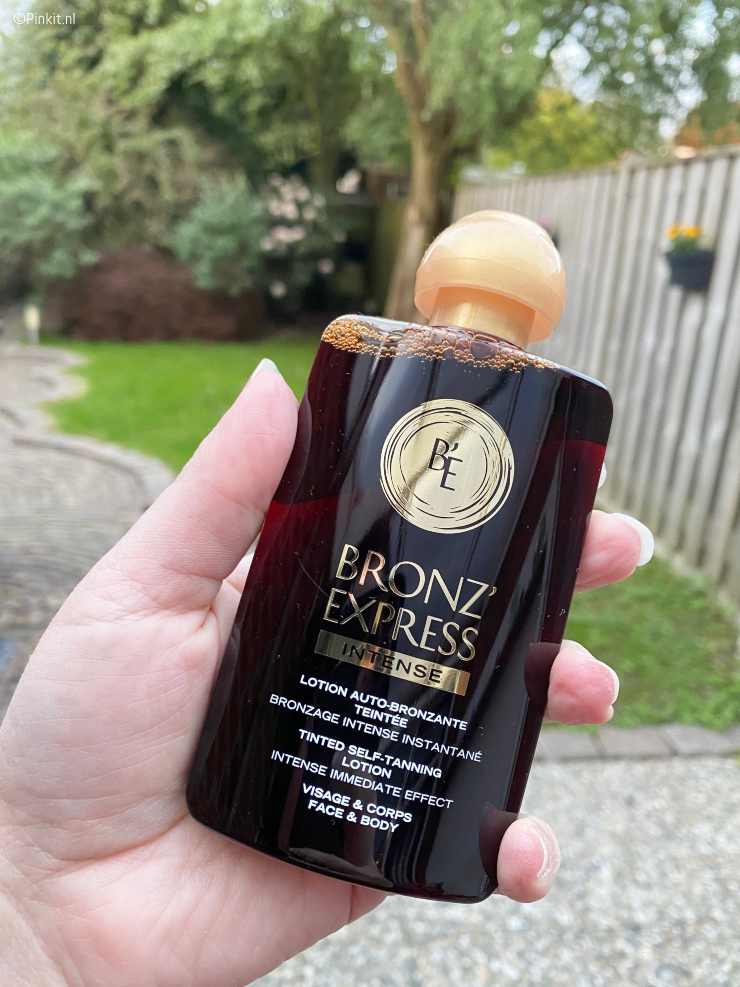 ©Pinkit.nl
B'E
BRONZ'
EXPRESS
INTENSE
LOTION AUTO-BRONZANTE
TEINTÉE
BRONZAGE INTENSE INSTANTANÉ
TINTED SELF-TANNING
LOTION
INTENSE IMMEDIATE EFFECT
VISAGE & CORPS
FACE & BODY